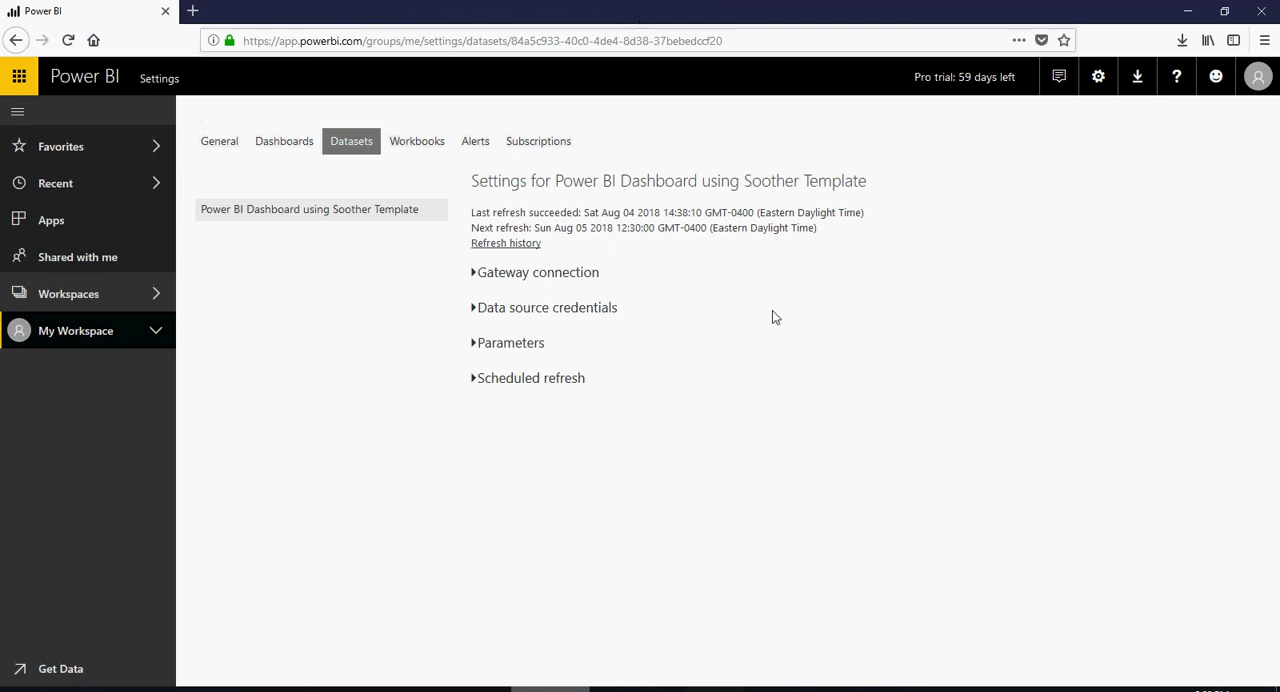 Power BI
https://app.powerbi.com/groups/me/settings/datasets/84a5c933-40c0-4de4-8d38-37bebedccf20
Power BI Settings Pro trial: 59 days left
Favorites
Recent
Apps
Shared with me
Workspaces
My Workspace
Get Data
General Dashboards Datasets Workbooks Alerts Subscriptions
Power BI Dashboard using Soother Template
Settings for Power BI Dashboard using Soother Template
Last refresh succeeded: Sat Aug 04 2018 14:38:10 GMT-0400 (Eastern Daylight Time)
Next refresh: Sun Aug 05 2018 12:30:00 GMT-0400 (Eastern Daylight Time)
Refresh history
Gateway connection
Data source credentials
Parameters
Scheduled refresh